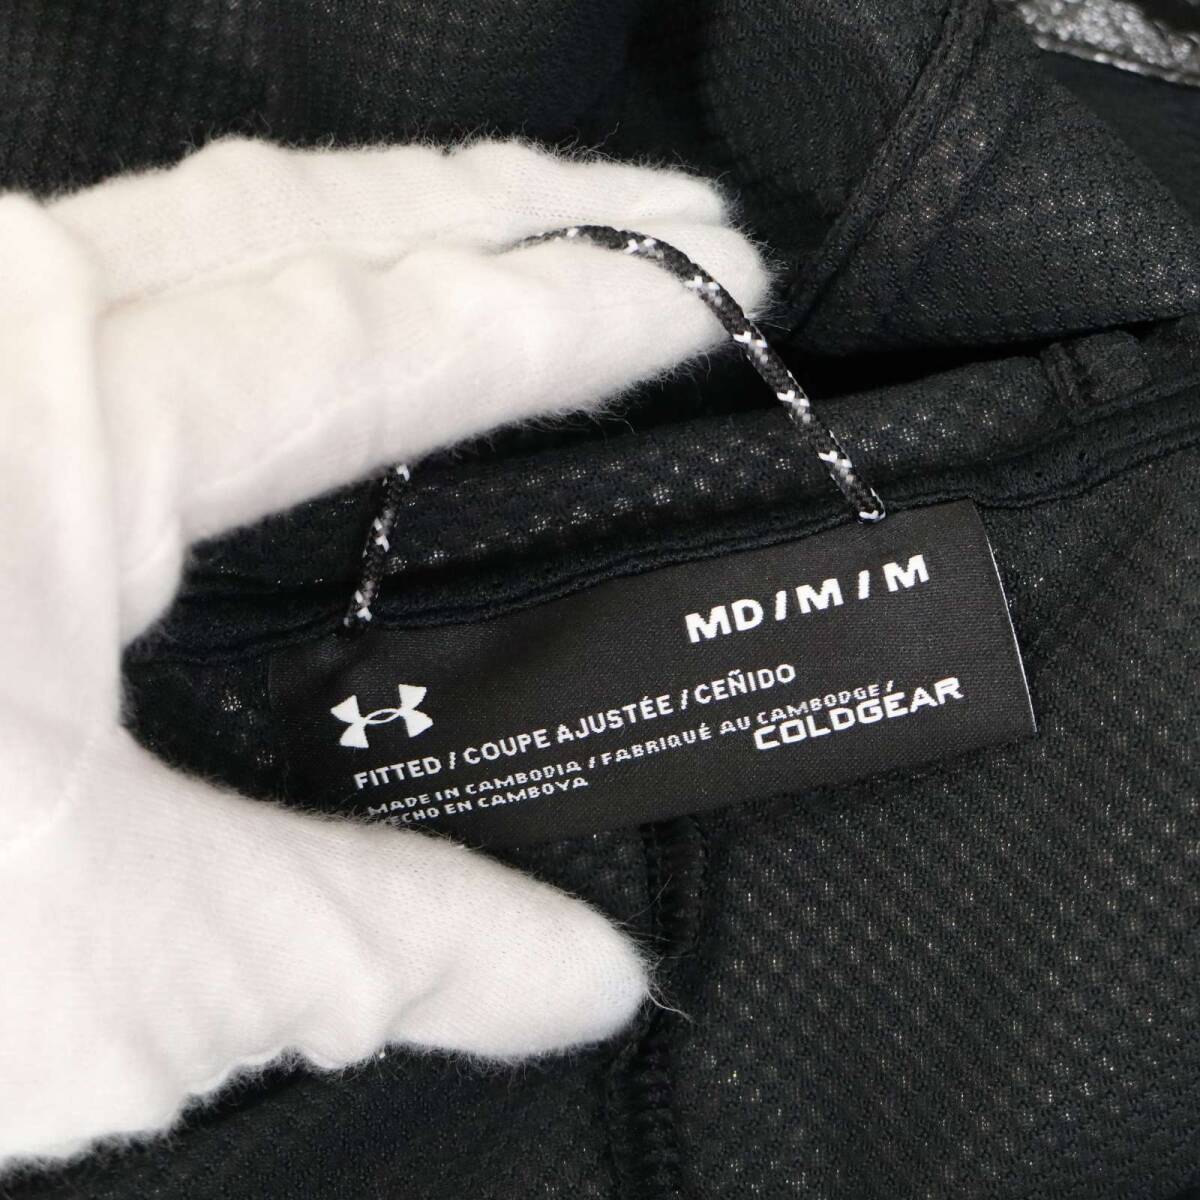 MD / M / M
FITTED / COUPE AJUSTÉE / CEÑIDO
MADE IN CAMBODIA / FABRIQUÉ AU CAMBODGE /
HECHO EN CAMBOYA
COLDGEAR